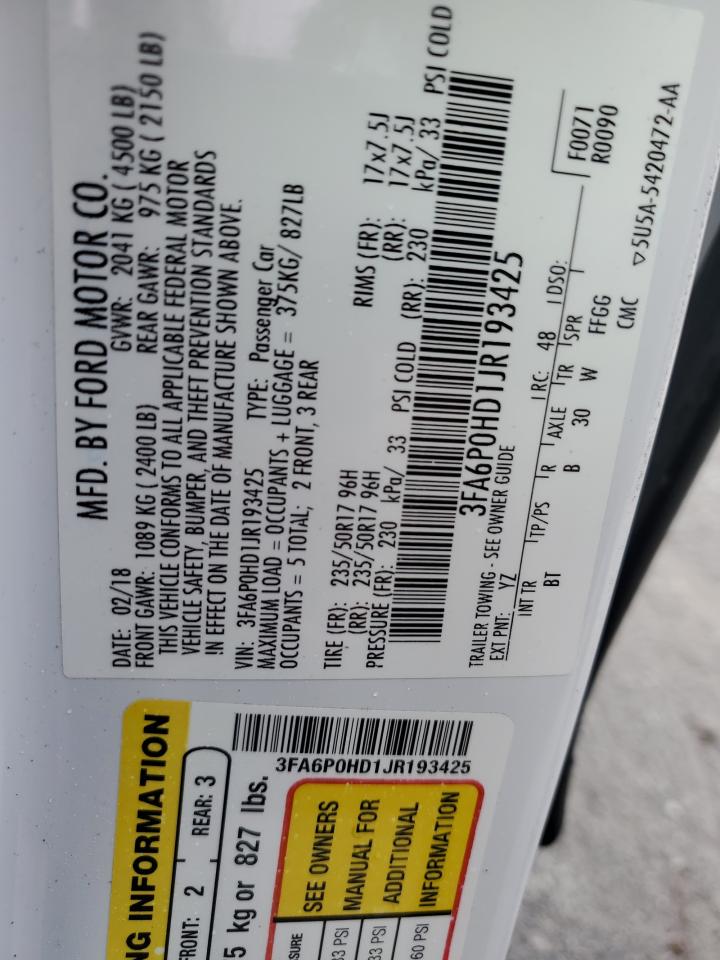 MFD. BY FORD MOTOR CO.
DATE: 02/18 GVWR: 2041 KG ( 4500 LB)
FRONT GAWR: 1089 KG ( 2400 LB) REAR GAWR: 975 KG ( 2150 LB)
THIS VEHICLE CONFORMS TO ALL APPLICABLE FEDERAL MOTOR
VEHICLE SAFETY, BUMPER, AND THEFT PREVENTION STANDARDS
IN EFFECT ON THE DATE OF MANUFACTURE SHOWN ABOVE.
VIN: 3FA6P0HD1JR193425 TYPE: Passenger Car
MAXIMUM LOAD = OCCUPANTS + LUGGAGE = 375KG/ 827LB
OCCUPANTS = 5 TOTAL; 2 FRONT, 3 REAR
TIRE (FR): 235/50R17 96H RIMS (FR): 17x7.5J
(RR): 235/50R17 96H (RR): 17x7.5J
PRESSURE (FR): 230 kPa/ 33 PSI COLD (RR): 230 kPa/ 33 PSI COLD
3FA6P0HD1JR193425
TRAILER TOWING - SEE OWNER GUIDE
F0071
R0090
EXT PNT: YZ RC: 48 DSO:
INT TR TP/PS R AXLE TR SPR
BT B 30 W FFGG
CMC
▽5U5A-5420472-AA
NG INFORMATION
FRONT: 2 REAR: 3
5 kg or 827 lbs.
3FA6P0HD1JR193425
SURE
33 PSI
33 PSI
60 PSI
SEE OWNERS
MANUAL FOR
ADDITIONAL
INFORMATION